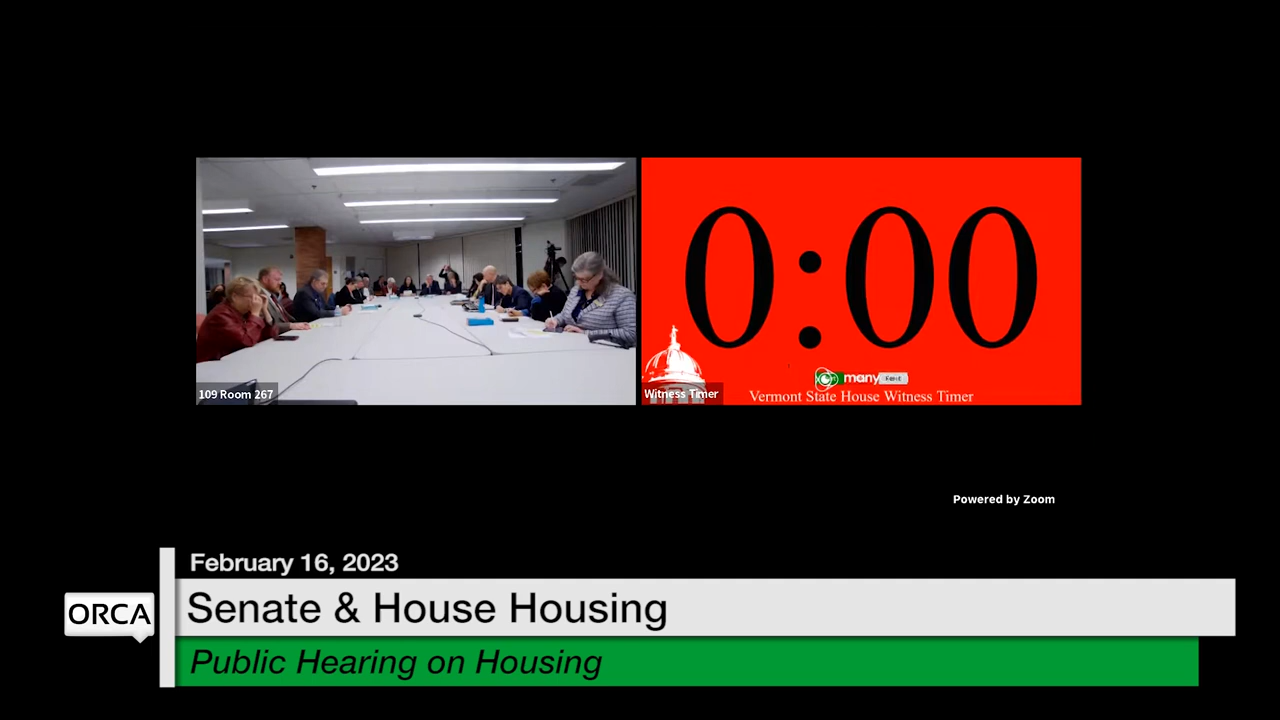 0:00
many
109 Room 267
Witness Timer
Vermont State House Witness Timer
Powered by Zoom
February 16, 2023
ORCA
Senate & House Housing
Public Hearing on Housing